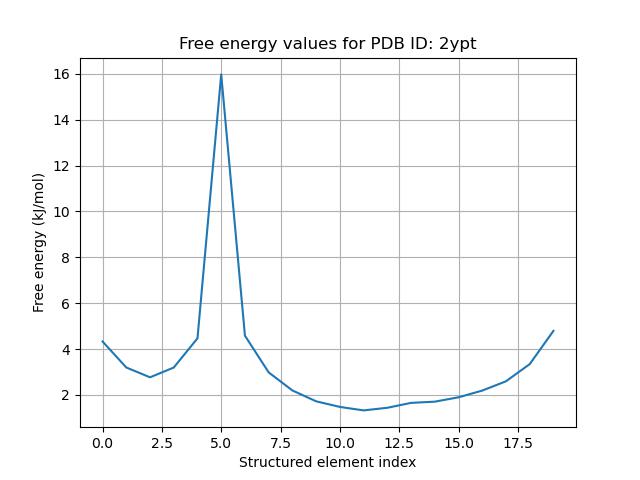 Free energy values for PDB ID: 2ypt
16
14
12
10
8
6
4
2
Free energy (kJ/mol)
0.0 2.5 5.0 7.5 10.0 12.5 15.0 17.5
Structured element index